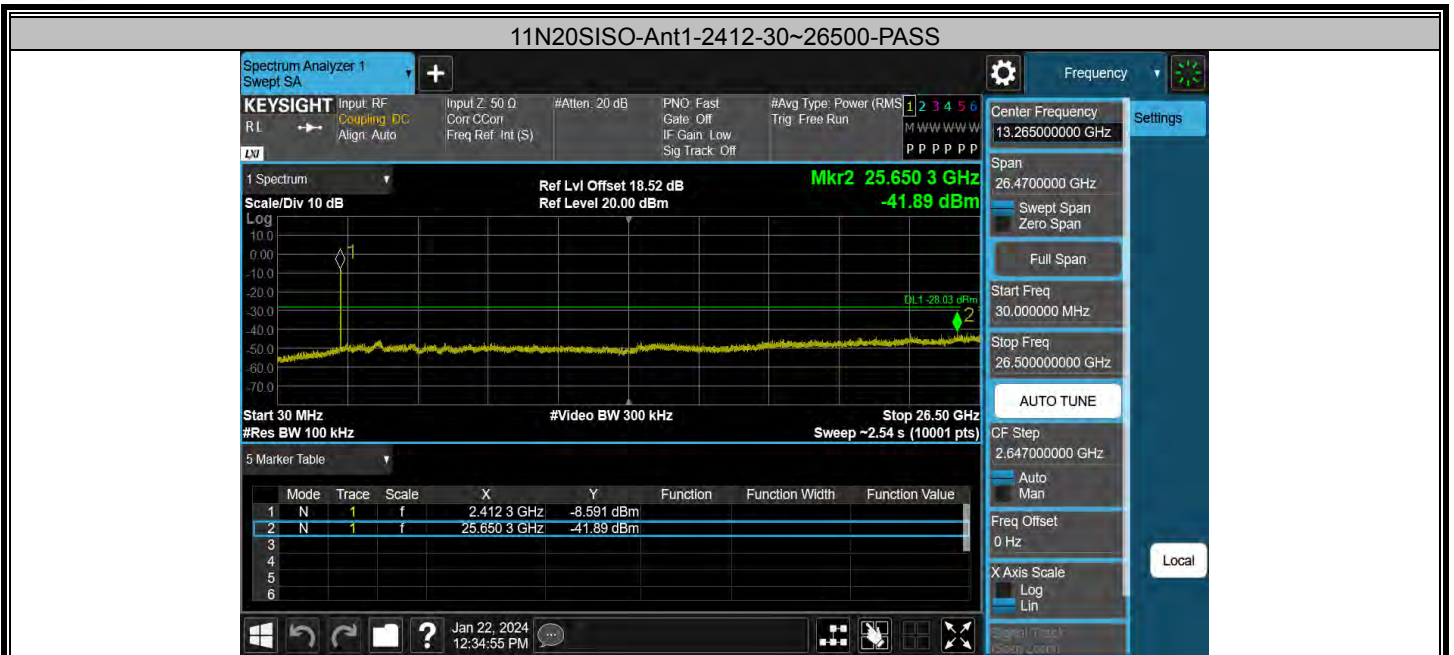 11N20SISO-Ant1-2412-30~26500-PASS
Spectrum Analyzer 1
Swept SA
Frequency
KEYSIGHT
RL
LXI
Input: RF
Coupling: DC
Align: Auto
Input Z: 50 Ω
Corr CCorr
Freq Ref: Int (S)
#Atten: 20 dB
PNO: Fast
Gate: Off
IF Gain: Low
Sig Track: Off
#Avg Type: Power (RMS
Trig: Free Run
1 2 3 4 5 6
M W W W W W
P P P P P P
1 Spectrum
Scale/Div 10 dB
Ref Lvl Offset 18.52 dB
Ref Level 20.00 dBm
Mkr2 25.650 3 GHz
-41.89 dBm
Log
10.0
0.00
-10.0
-20.0
-30.0
-40.0
-50.0
-60.0
-70.0
1
DL1 -28.03 dBm
2
Start 30 MHz
#Video BW 300 kHz
Stop 26.50 GHz
#Res BW 100 kHz
Sweep ~2.54 s (10001 pts)
5 Marker Table
Mode Trace Scale X Y Function Function Width Function Value
1 N 1 f 2.412 3 GHz -8.591 dBm
2 N 1 f 25.650 3 GHz -41.89 dBm
3
4
5
6
Jan 22, 2024
12:34:55 PM
Center Frequency
13.265000000 GHz
Settings
Span
26.4700000 GHz
Swept Span
Zero Span
Full Span
Start Freq
30.000000 MHz
Stop Freq
26.500000000 GHz
AUTO TUNE
CF Step
2.647000000 GHz
Auto
Man
Freq Offset
0 Hz
X Axis Scale
Log
Lin
Signal Track
(Span Zoom)
Local